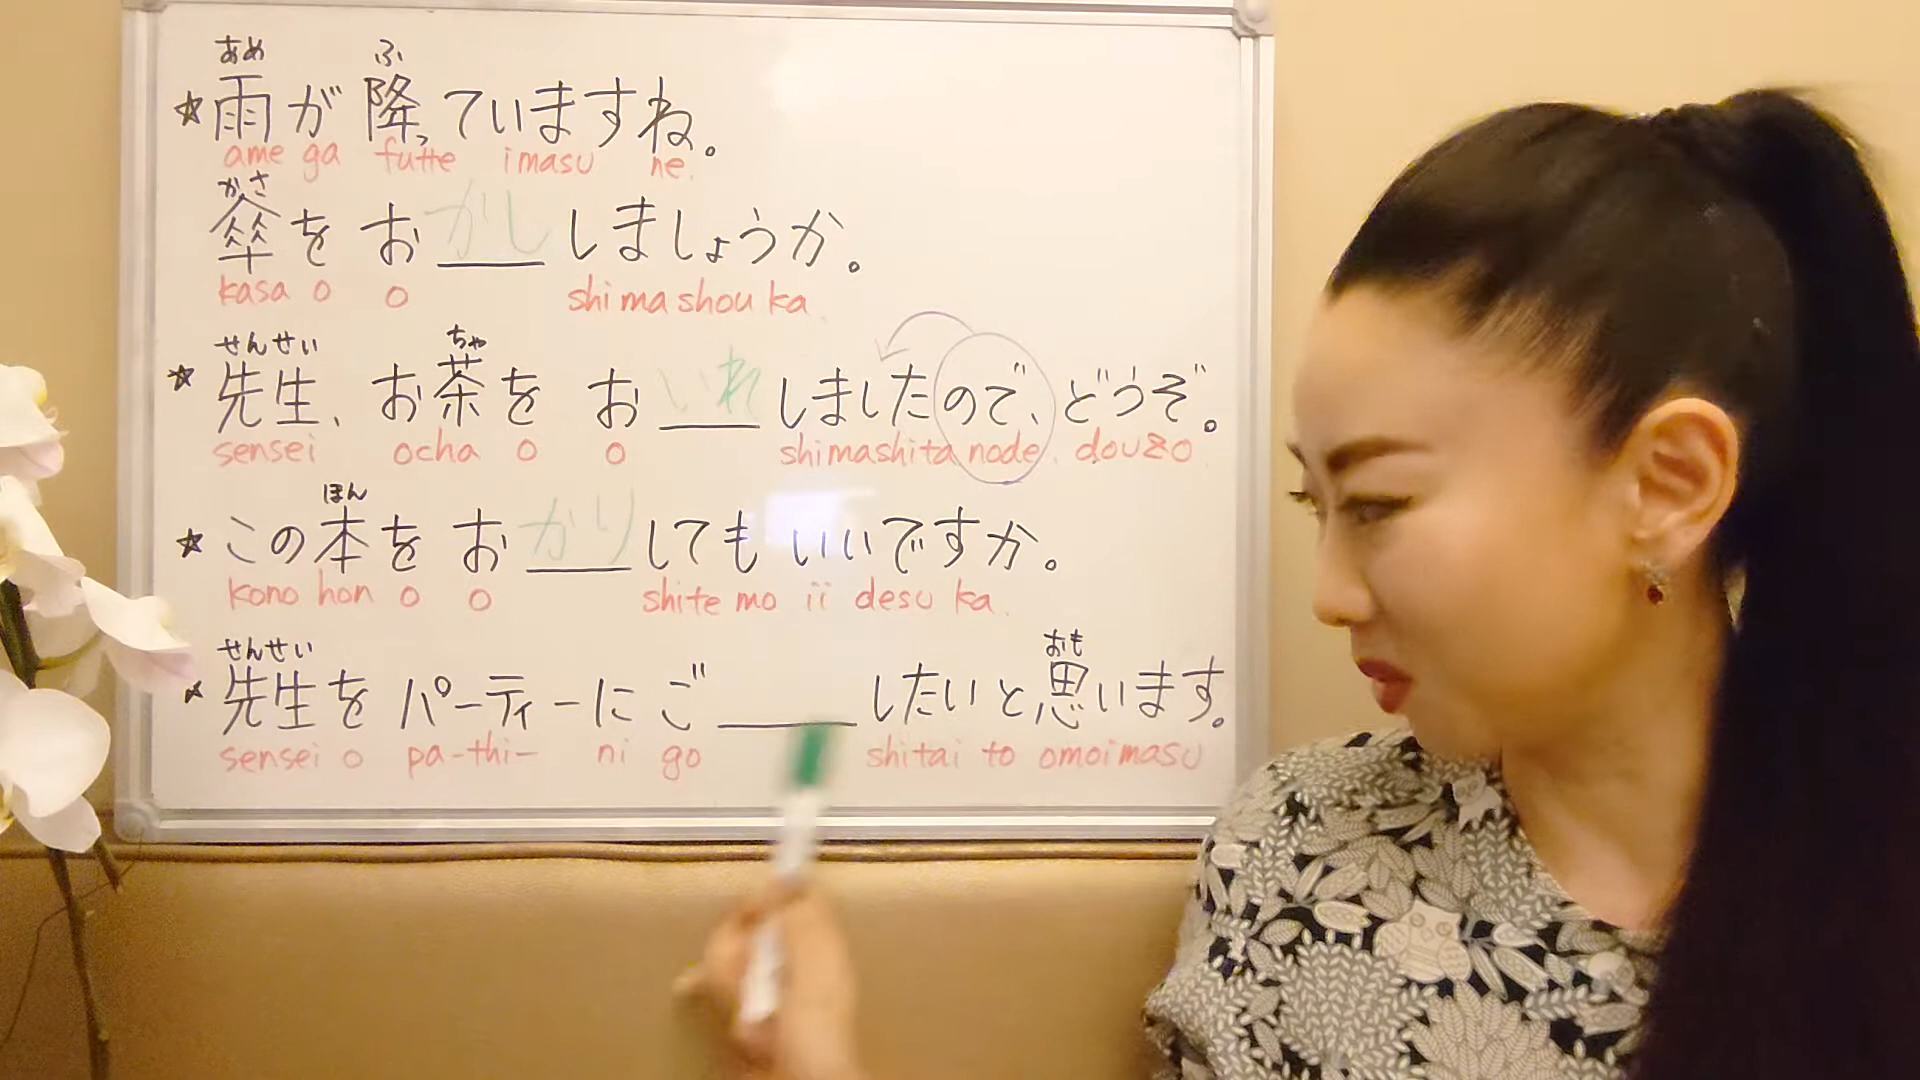 あめ ふ
☆雨が降っていますね。
ame ga futte imasu ne.
かさ
傘をおかししましょうか。
kasa o o shimashou ka.
せんせい ちゃ
☆先生、お茶をおいれしましたので、どうぞ。
sensei ocha o o shimashita node. douzo.
ほん
☆この本をおかりしてもいいですか。
kono hon o o shite mo ii desu ka.
せんせい おも
☆先生をパーティーにご____したいと思います。
sensei o pa-thi- ni go shitai to omoimasu